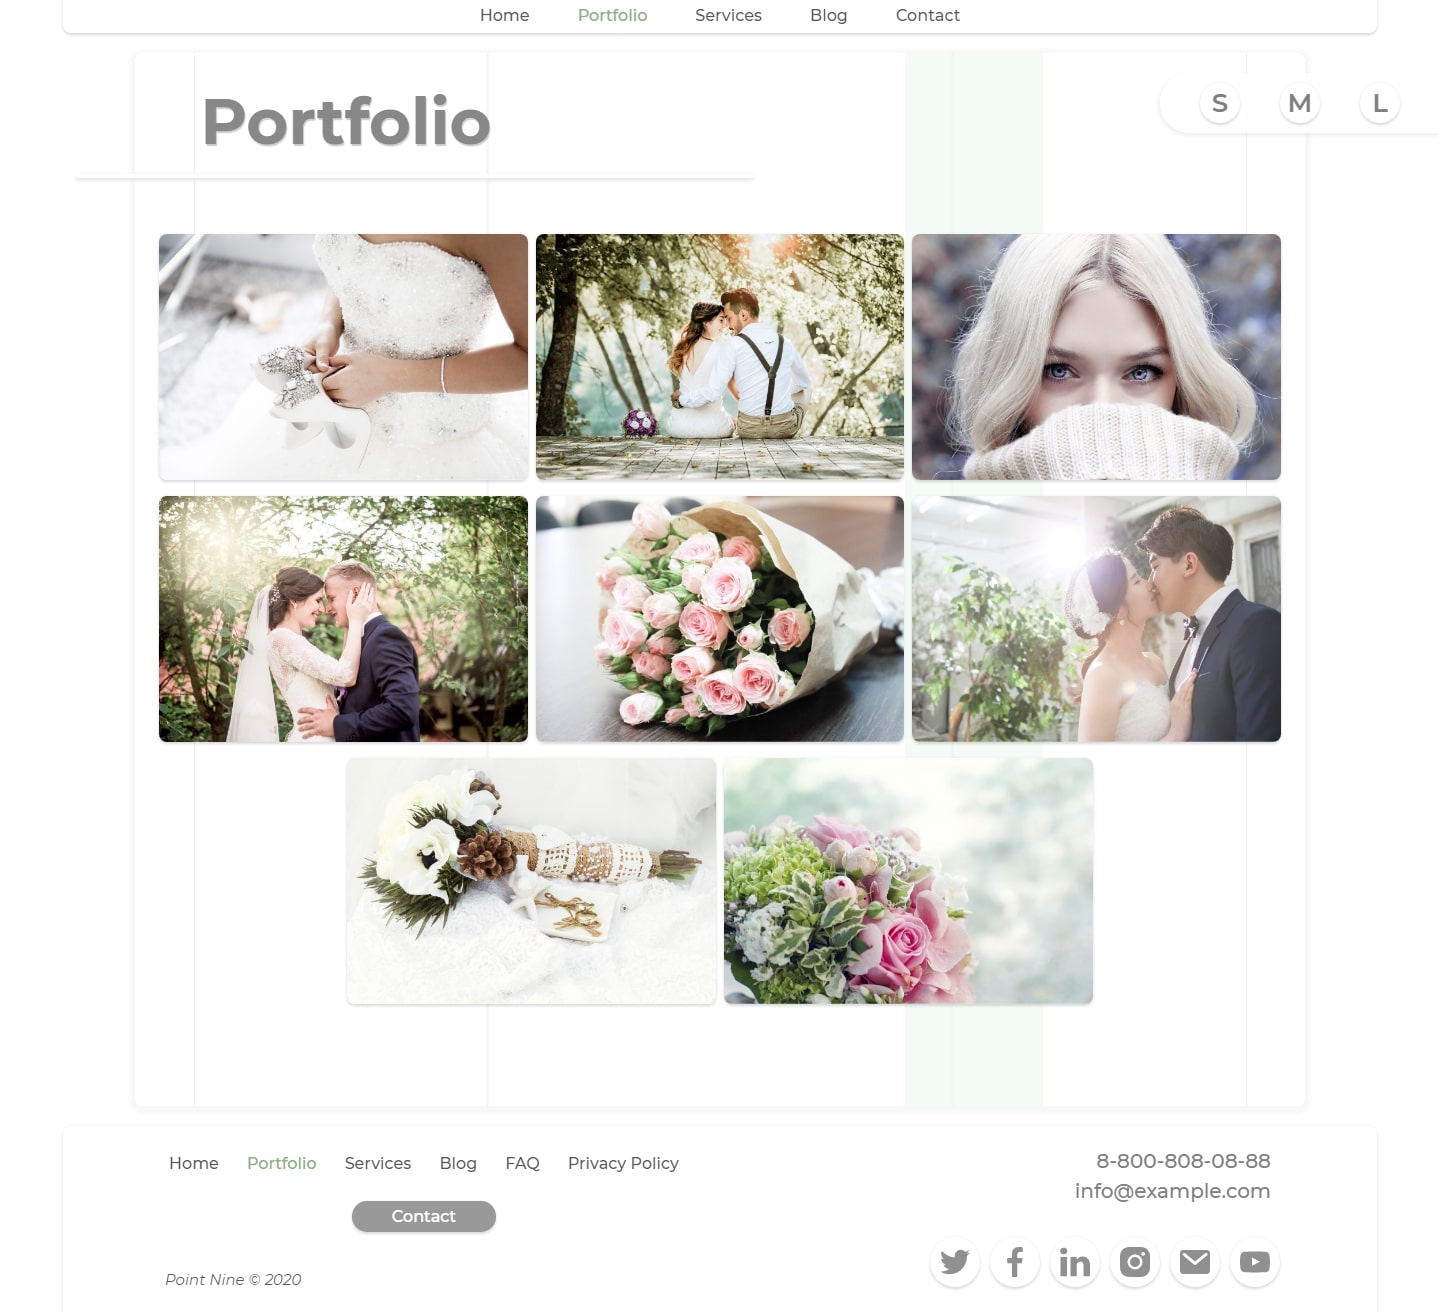 Home Portfolio Services Blog Contact
Portfolio
S M L
Home Portfolio Services Blog FAQ Privacy Policy
Contact
8-800-808-08-88
info@example.com
Point Nine © 2020